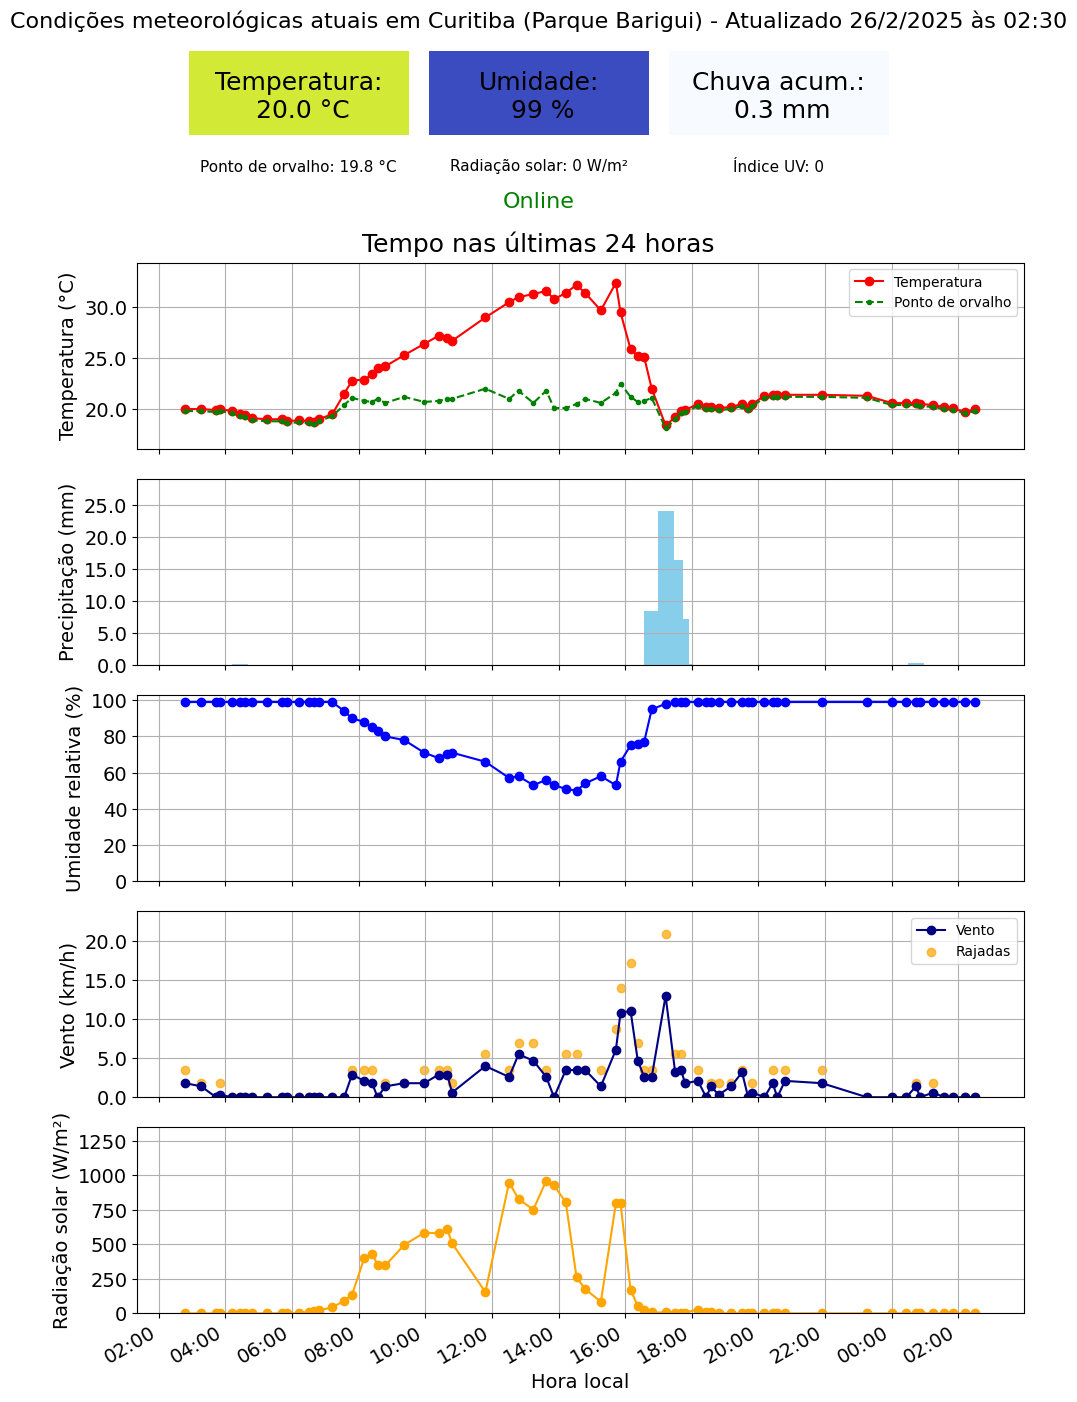 Condições meteorológicas atuais em Curitiba (Parque Barigui) - Atualizado 26/2/2025 às 02:30
Temperatura:
20.0 °C
Umidade:
99 %
Chuva acum.:
0.3 mm
Ponto de orvalho: 19.8 °C
Radiação solar: 0 W/m²
Índice UV: 0
Online
Tempo nas últimas 24 horas
Temperatura (°C)
30.0
25.0
20.0
Temperatura
Ponto de orvalho
Precipitação (mm)
25.0
20.0
15.0
10.0
5.0
0.0
Umidade relativa (%)
100
80
60
40
20
0
Vento (km/h)
20.0
15.0
10.0
5.0
0.0
Vento
Rajadas
Radiação solar (W/m²)
1250
1000
750
500
250
0
02:00 04:00 06:00 08:00 10:00 12:00 14:00 16:00 18:00 20:00 22:00 00:00 02:00
Hora local